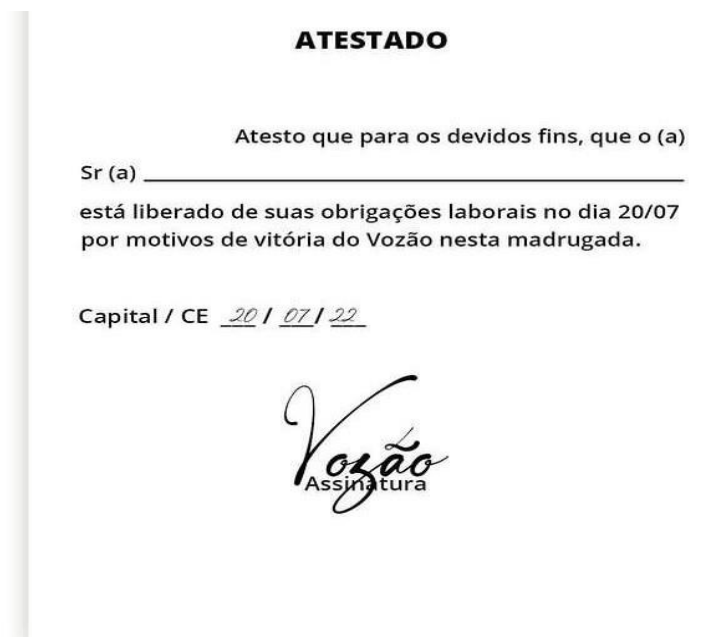 ATESTADO
Atesto que para os devidos fins, que o (a)
Sr (a) ____________________
está liberado de suas obrigações laborais no dia 20/07
por motivos de vitória do Vozão nesta madrugada.
Capital / CE 20 / 07 / 22
Vozão
Assinatura